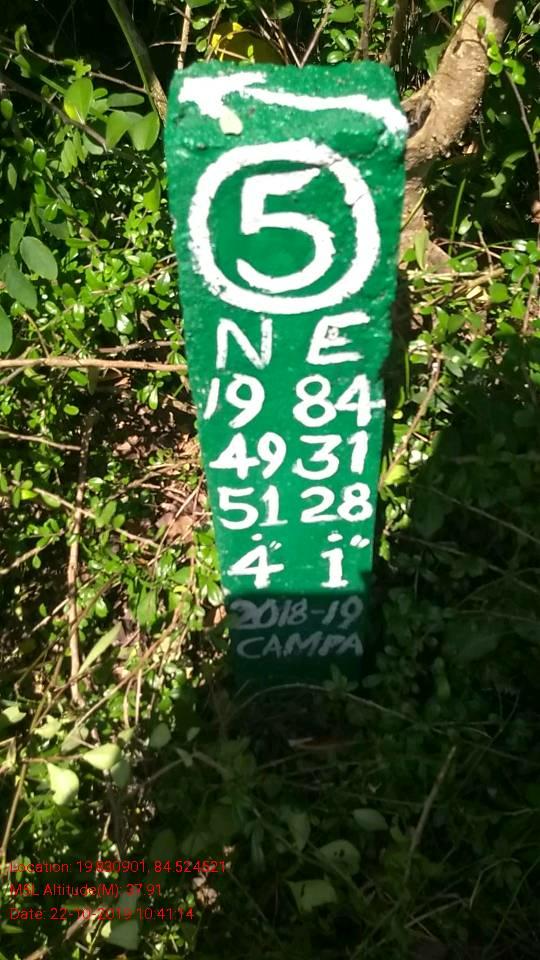 5
N E
19 84
49 31
51 28
.4" .1"
2018-19
CAMPA
Location: 19.830901, 84.524521
MSL Altitude(M): 37.91
Date: 22-10-2019 10:41:14